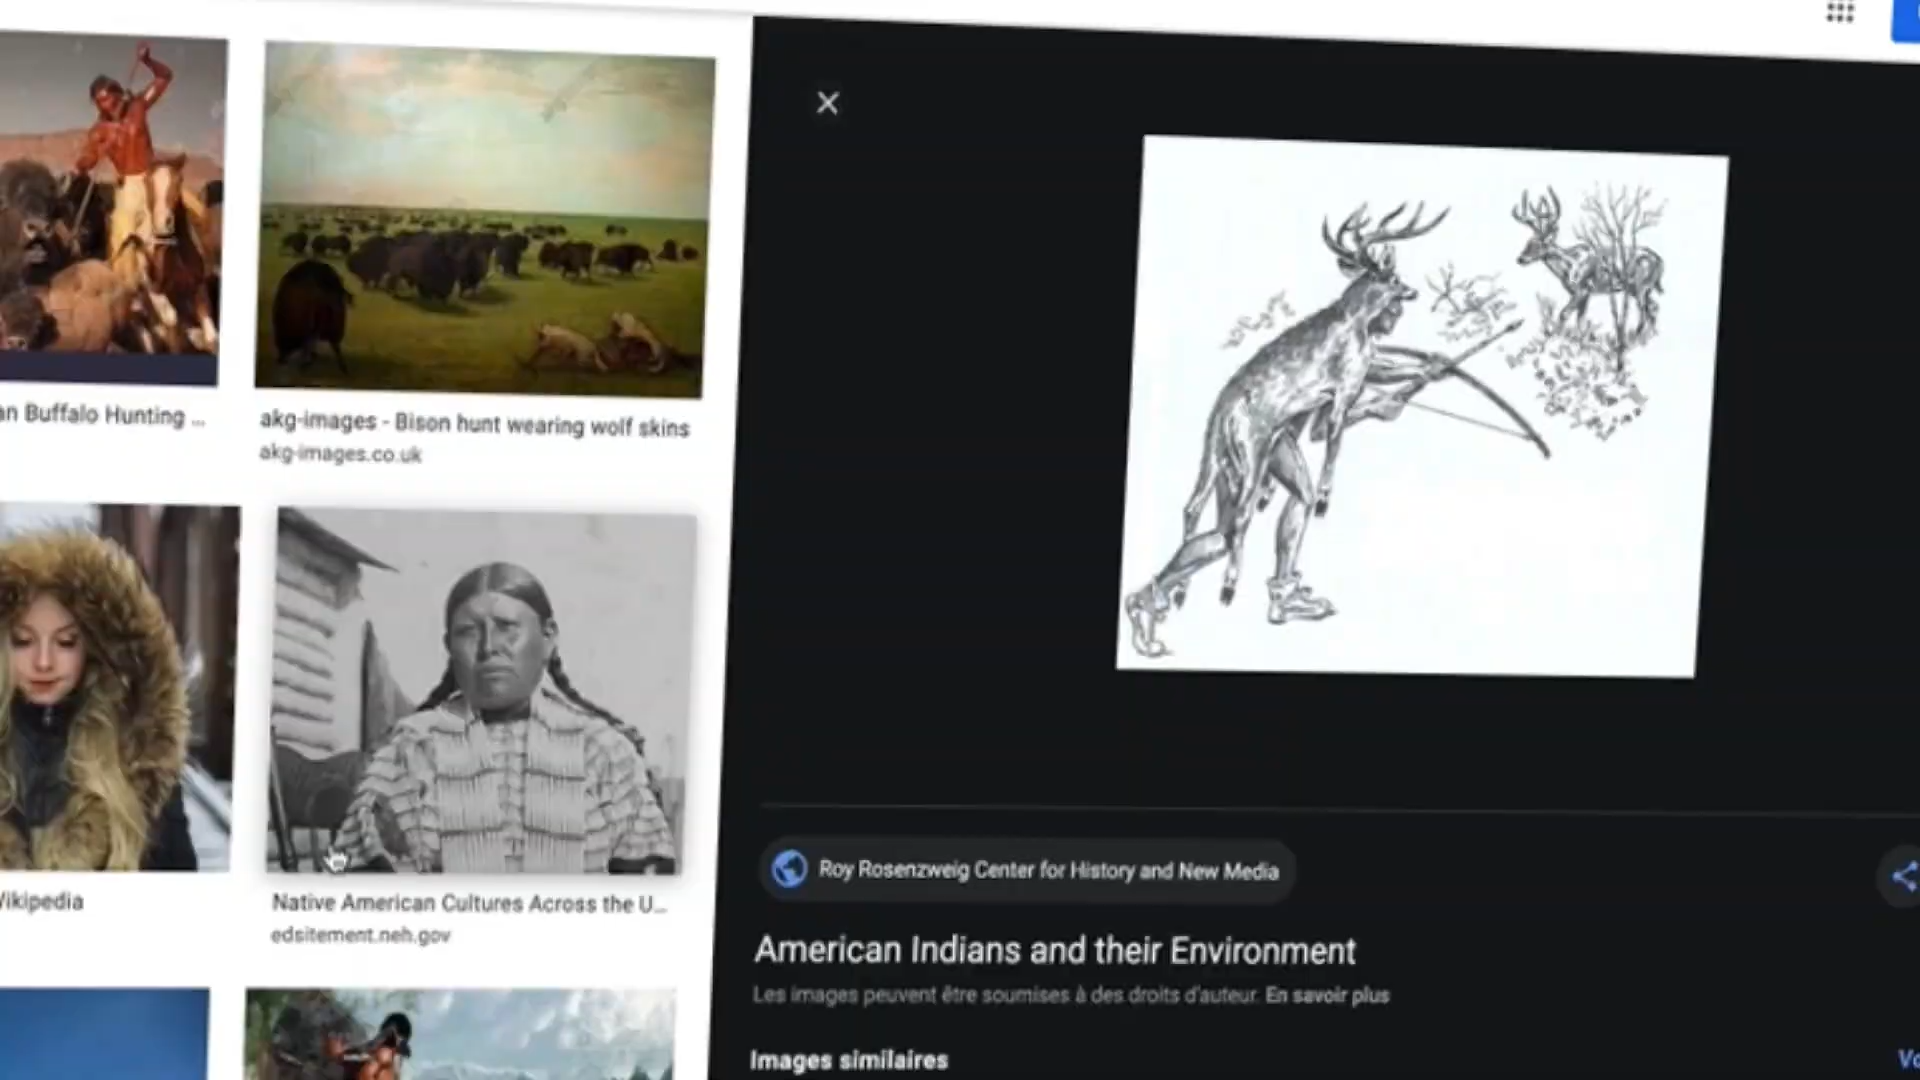 an Buffalo Hunting ...
akg-images - Bison hunt wearing wolf skins
akg-images.co.uk
Wikipedia
Native American Cultures Across the U...
edsitement.neh.gov
Roy Rosenzweig Center for History and New Media
American Indians and their Environment
Les images peuvent être soumises à des droits d'auteur. En savoir plus
Images similaires
Vo